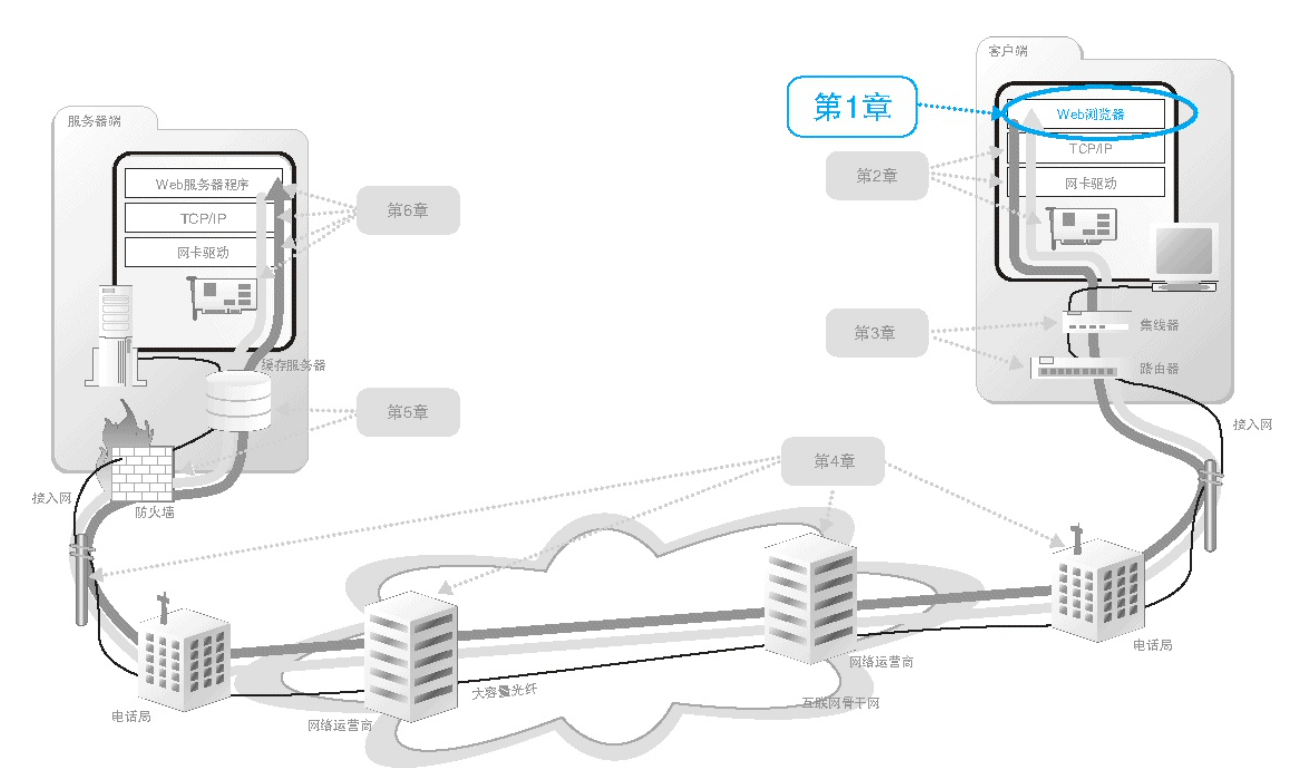 客户端
第1章
Web浏览器
服务器端
TCP/IP
第2章
Web服务器程序
网卡驱动
第6章
TCP/IP
网卡驱动
第3章
集线器
缓存服务器
路由器
第5章
接入网
第4章
接入网
防火墙
电话局
网络运营商
大容量光纤
互联网骨干网
电话局
网络运营商